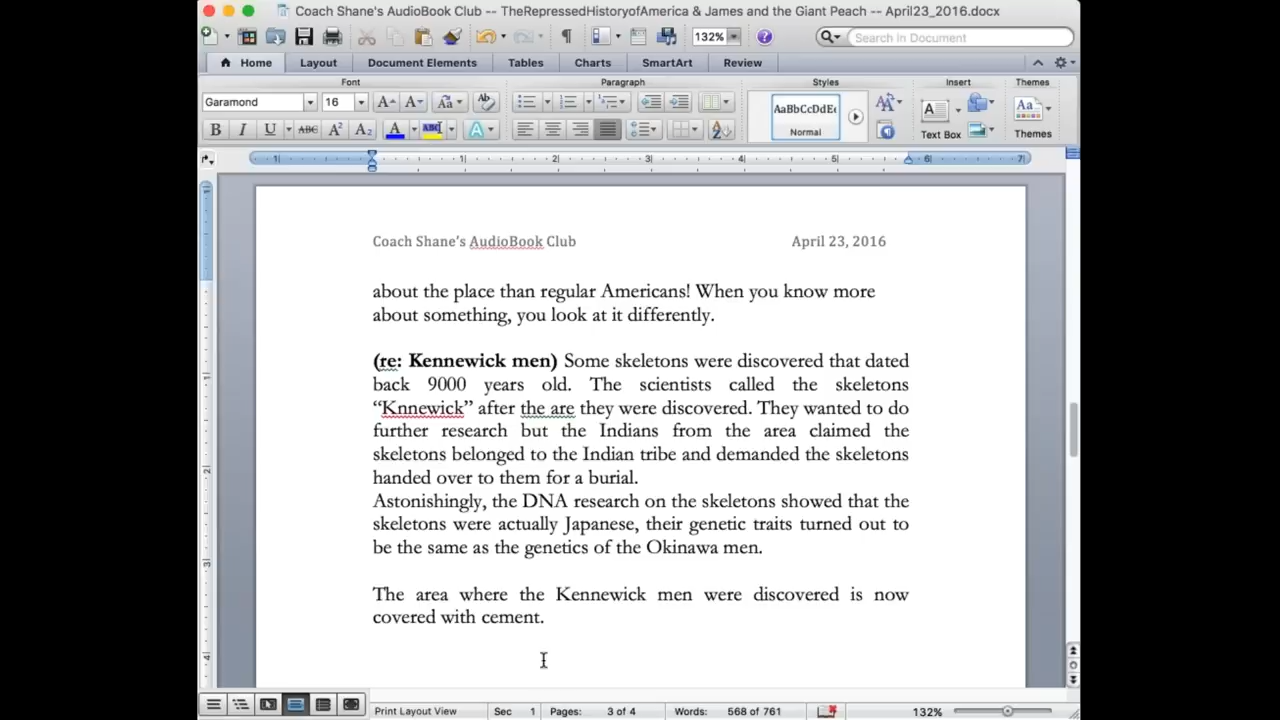 Coach Shane's AudioBook Club -- TheRepressedHistoryofAmerica & James and the Giant Peach -- April23_2016.docx
132%
Search in Document
Home Layout Document Elements Tables Charts SmartArt Review
Font Paragraph Styles Insert Themes
Garamond 16
AaBbCcDdEe
Normal
Text Box
Themes
Coach Shane's AudioBook Club April 23, 2016
about the place than regular Americans! When you know more
about something, you look at it differently.
(re: Kennewick men) Some skeletons were discovered that dated
back 9000 years old. The scientists called the skeletons
“Knnewick” after the are they were discovered. They wanted to do
further research but the Indians from the area claimed the
skeletons belonged to the Indian tribe and demanded the skeletons
handed over to them for a burial.
Astonishingly, the DNA research on the skeletons showed that the
skeletons were actually Japanese, their genetic traits turned out to
be the same as the genetics of the Okinawa men.
The area where the Kennewick men were discovered is now
covered with cement.
Print Layout View Sec 1 Pages: 3 of 4 Words: 568 of 761 132%